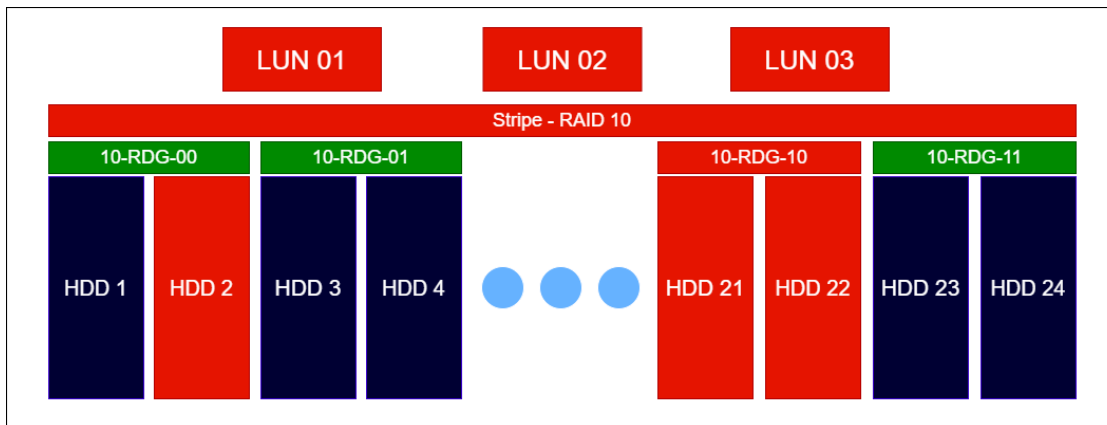 LUN 01
LUN 02
LUN 03
Stripe - RAID 10
10-RDG-00
10-RDG-01
10-RDG-10
10-RDG-11
HDD 1
HDD 2
HDD 3
HDD 4
HDD 21
HDD 22
HDD 23
HDD 24